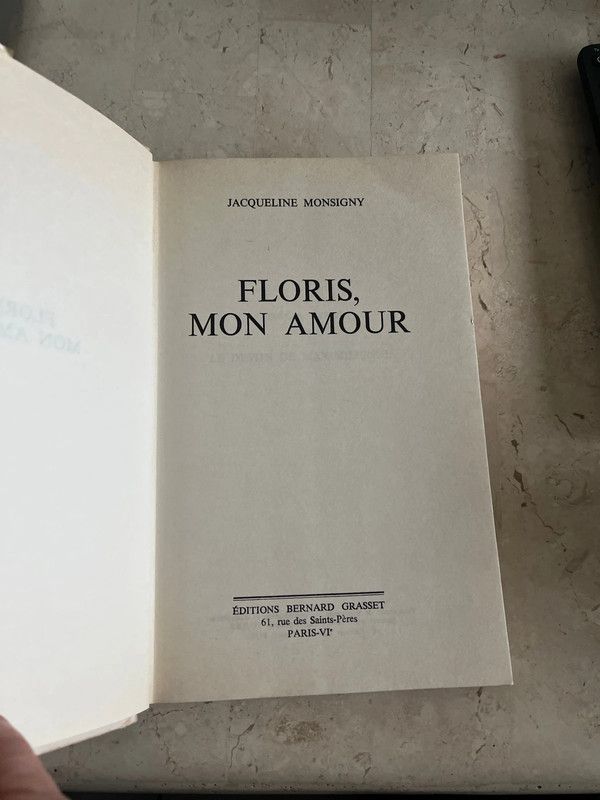 JACQUELINE MONSIGNY
FLORIS,
MON AMOUR
ÉDITIONS BERNARD GRASSET
61, rue des Saints-Pères
PARIS-VIᵉ